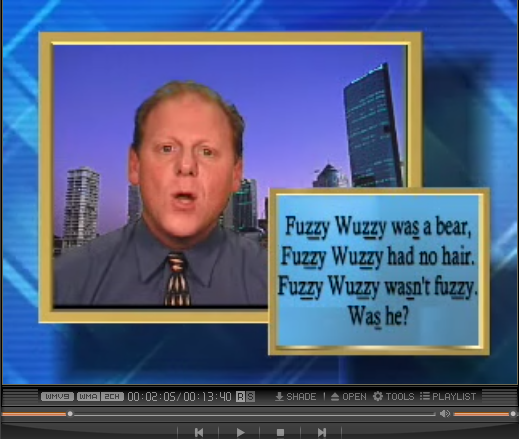 Fuzzy Wuzzy was a bear,
Fuzzy Wuzzy had no hair.
Fuzzy Wuzzy wasn't fuzzy.
Was he?
WMV9 WMA 2CH 00:02:05/00:13:40 R S SHADE ! OPEN TOOLS PLAYLIST